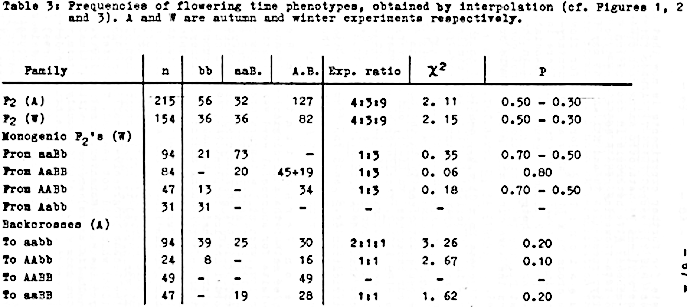 Table 3: Frequencies of flowering time phenotypes, obtained by interpolation (cf. Figures 1, 2
and 3). A and W are autumn and winter experiments respectively.
Family n bb aaB. A.B. Exp. ratio χ2 P
F2 (A) 215 56 32 127 4:3:9 2. 11 0.50 - 0.30
F2 (W) 154 36 36 82 4:3:9 2. 15 0.50 - 0.30
Monogenic F2's (W)
From aaBb 94 21 73 - 1:3 0. 35 0.70 - 0.50
From AaBB 84 - 20 45+19 1:3 0. 06 0.80
From AABb 47 13 - 34 1:3 0. 18 0.70 - 0.50
From Aabb 31 31 - - - - -
Backcrosses (A)
To aabb 94 39 25 30 2:1:1 3. 26 0.20
To AAbb 24 8 - 16 1:1 2. 67 0.10
To AABB 49 - - 49 - - -
To aaBB 47 - 19 28 1:1 1. 62 0.20